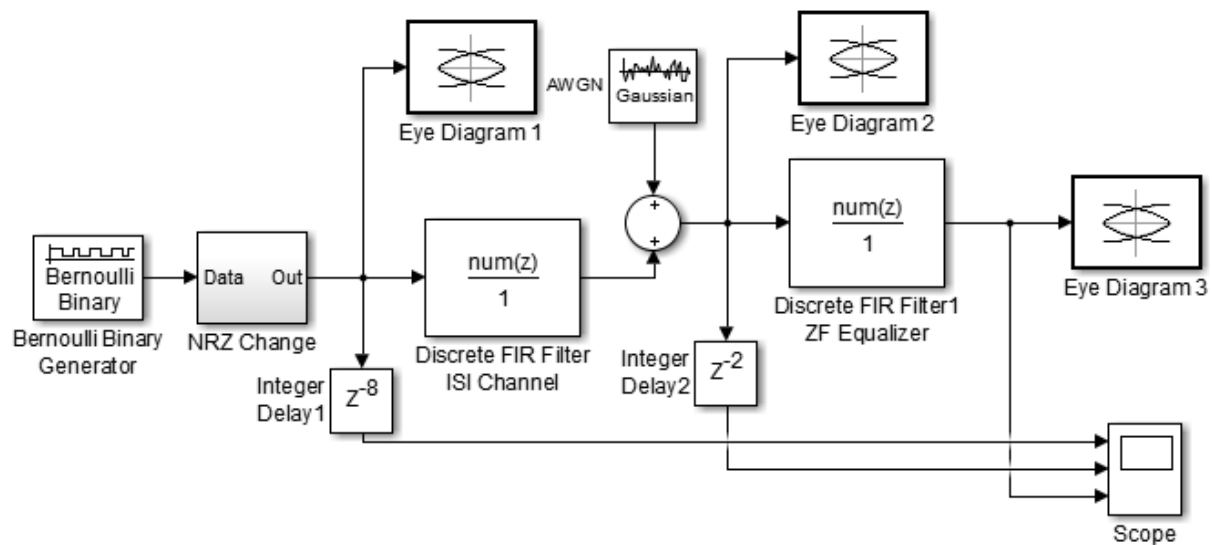 Eye Diagram 1
AWGN
Gaussian
Eye Diagram 2
Bernoulli
Binary
Bernoulli Binary
Generator
Data Out
NRZ Change
num(z)
1
Discrete FIR Filter
ISI Channel
+
+
num(z)
1
Discrete FIR Filter1
ZF Equalizer
Eye Diagram 3
Integer
Delay1
Z-8
Integer
Delay2
Z-2
Scope